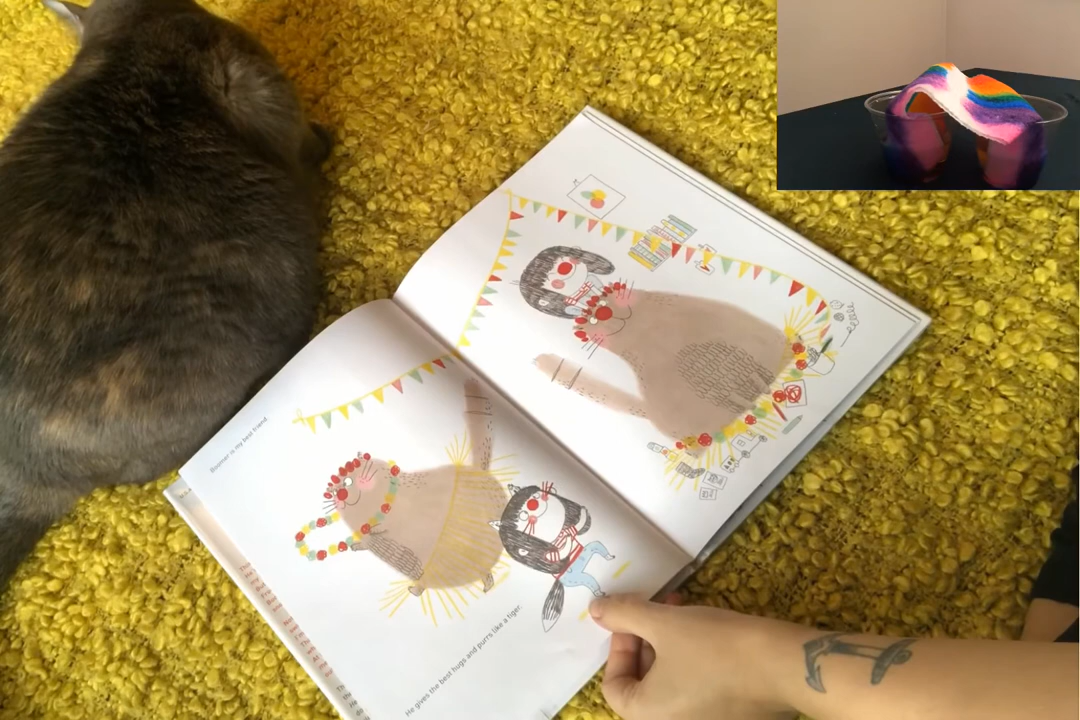 Boomer is my best friend.
He gives the best hugs and purrs like a tiger.